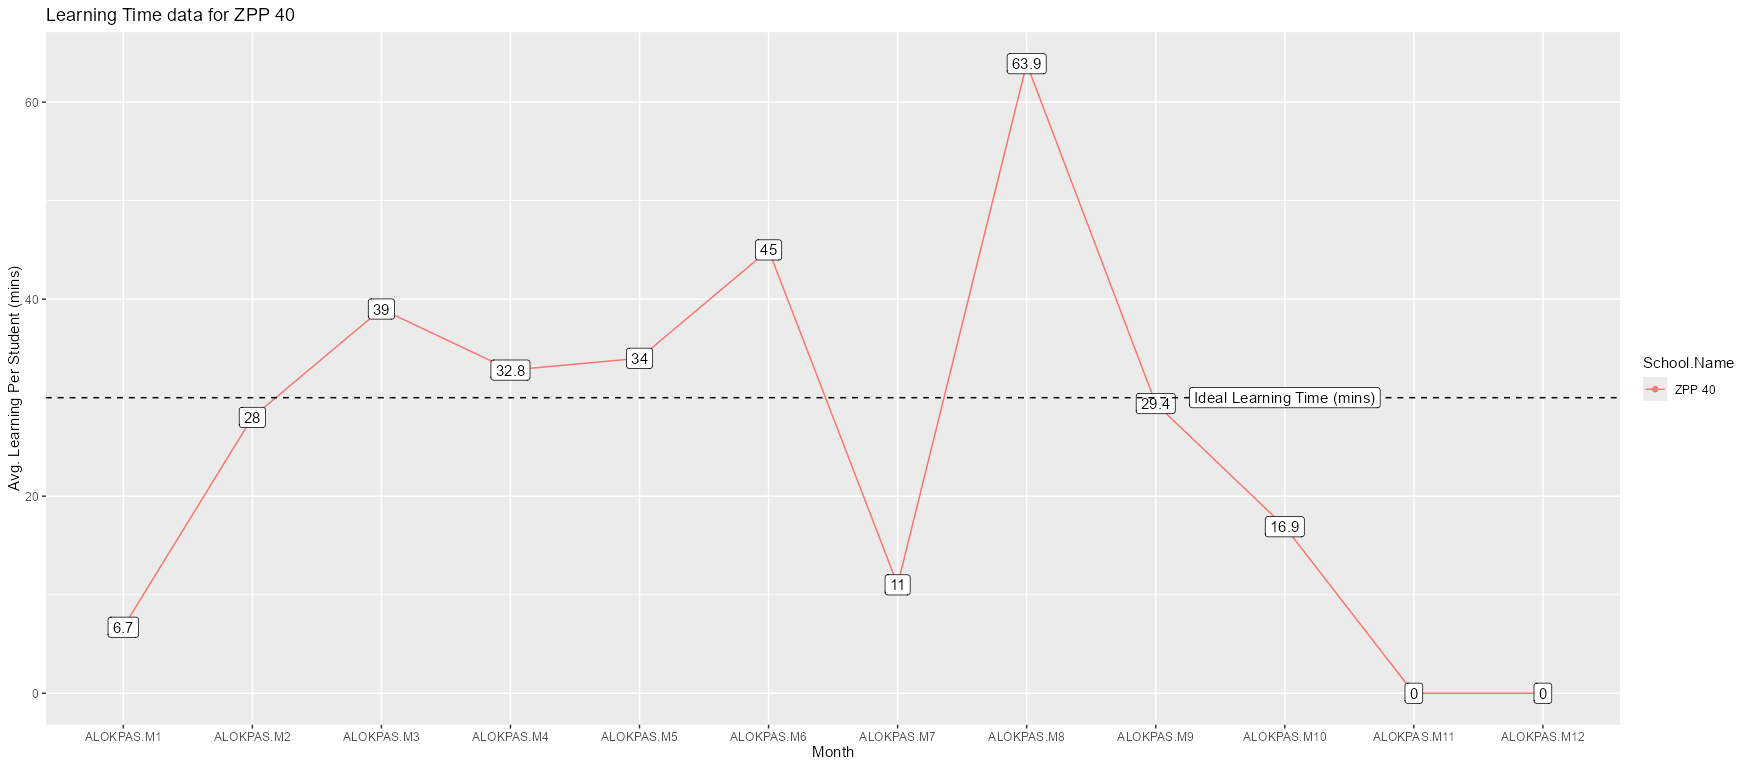 Learning Time data for ZPP 40
Avg. Learning Per Student (mins)
60
40
20
0
6.7
28
39
32.8
34
45
11
63.9
29.4
Ideal Learning Time (mins)
16.9
0
0
ALOKPAS.M1
ALOKPAS.M2
ALOKPAS.M3
ALOKPAS.M4
ALOKPAS.M5
ALOKPAS.M6
ALOKPAS.M7
ALOKPAS.M8
ALOKPAS.M9
ALOKPAS.M10
ALOKPAS.M11
ALOKPAS.M12
Month
School.Name
ZPP 40